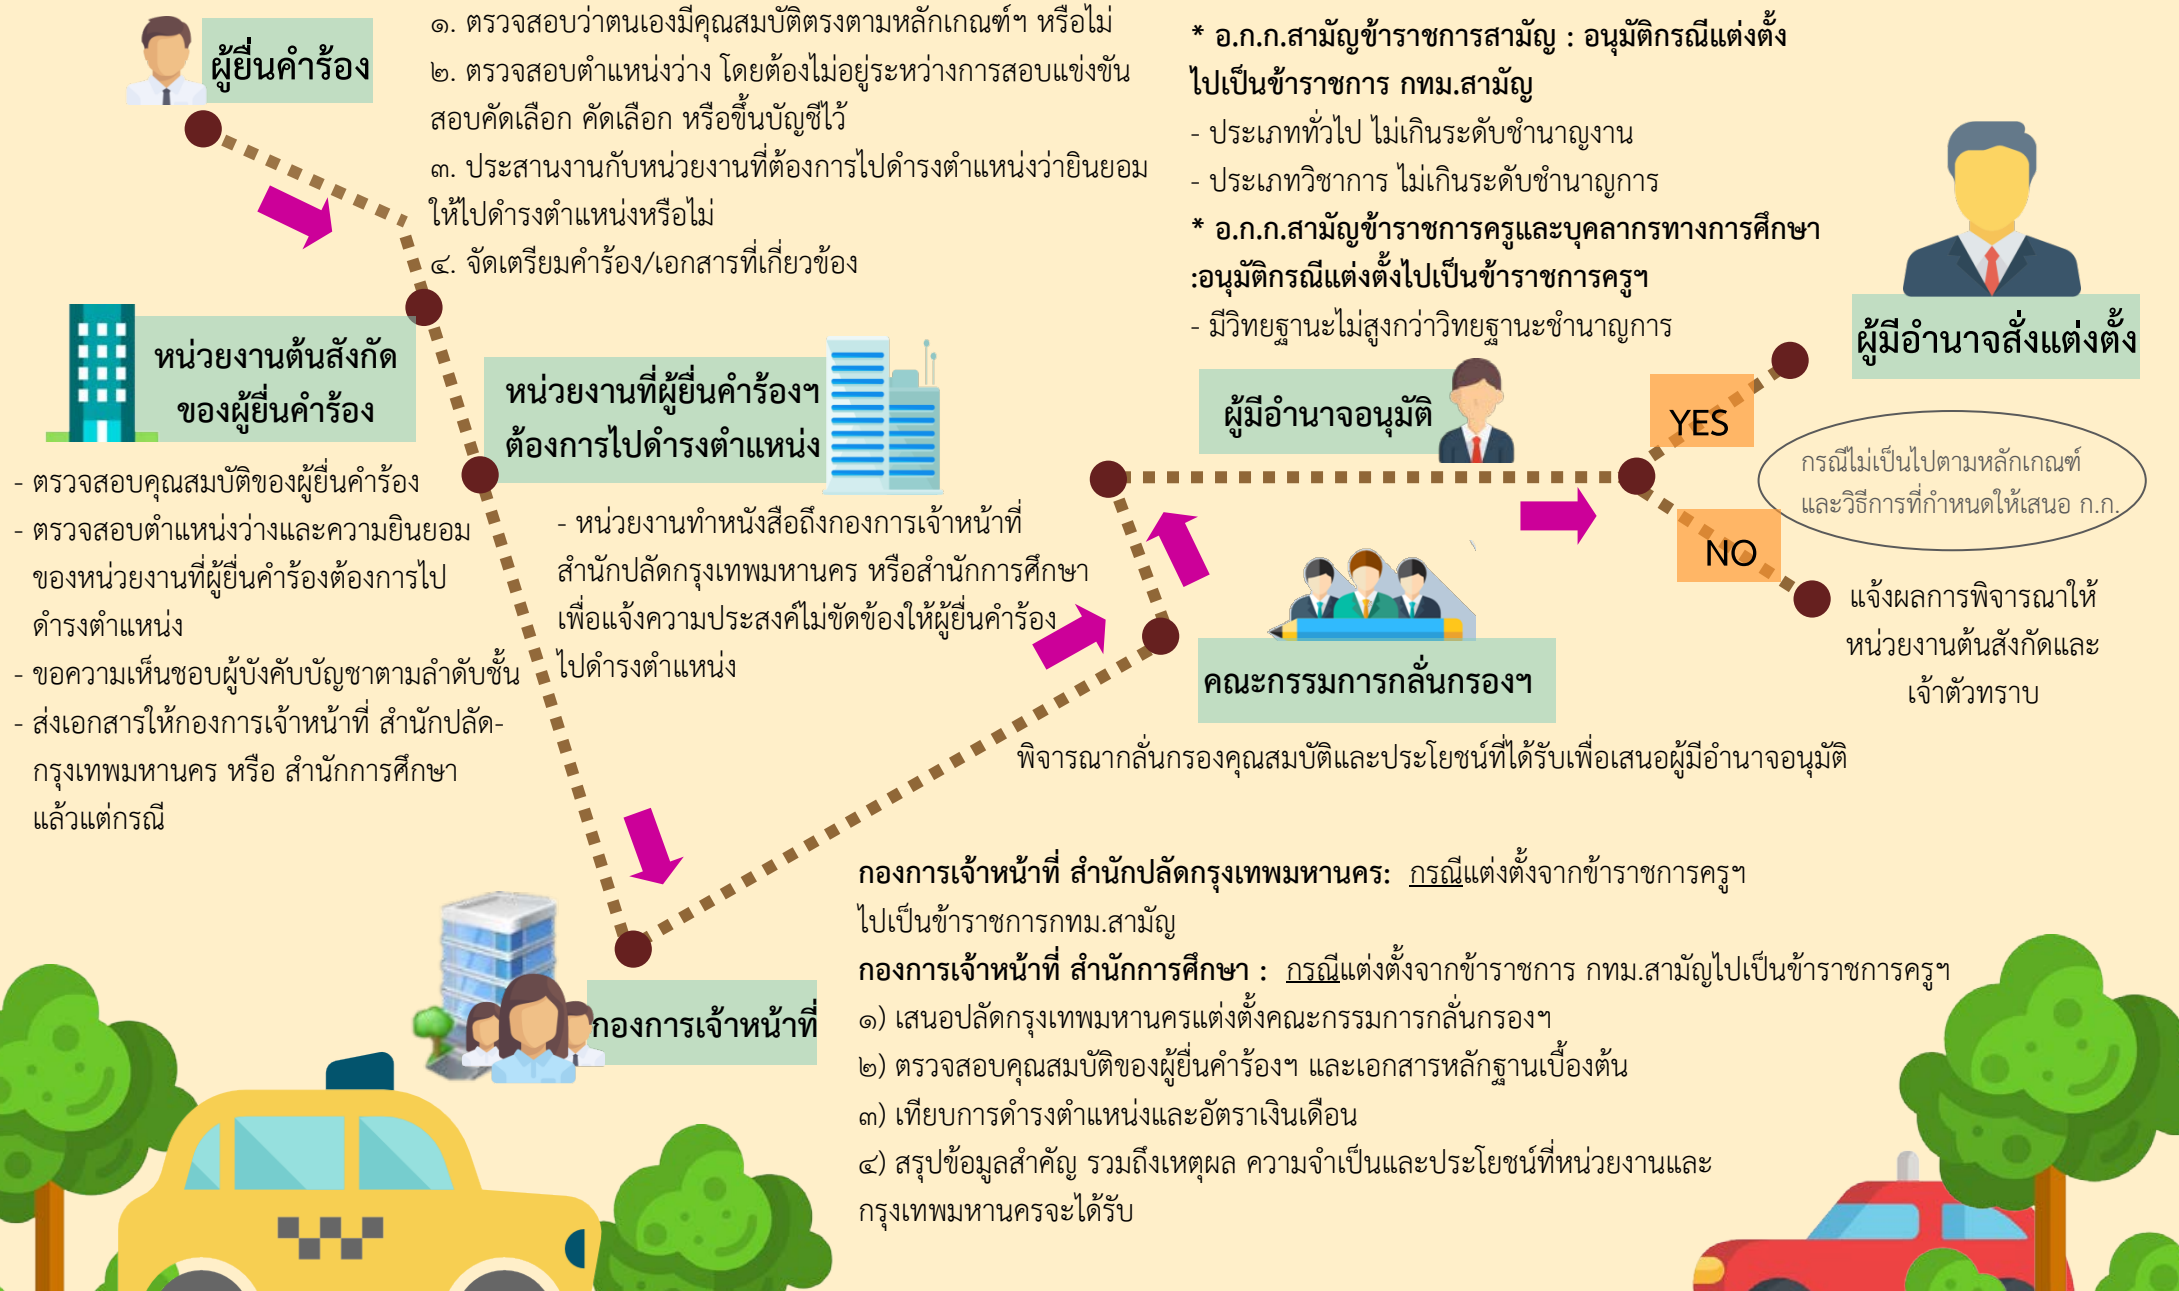 ผู้ยื่นคำร้อง
๑. ตรวจสอบว่าตนเองมีคุณสมบัติตรงตามหลักเกณฑ์ฯ หรือไม่
๒. ตรวจสอบตำแหน่งว่าง โดยต้องไม่อยู่ระหว่างการสอบแข่งขัน
สอบคัดเลือก คัดเลือก หรือขึ้นบัญชีไว้
๓. ประสานงานกับหน่วยงานที่ต้องการไปดำรงตำแหน่งว่ายินยอม
ให้ไปดำรงตำแหน่งหรือไม่
๔. จัดเตรียมคำร้อง/เอกสารที่เกี่ยวข้อง
หน่วยงานต้นสังกัด
ของผู้ยื่นคำร้อง
- ตรวจสอบคุณสมบัติของผู้ยื่นคำร้อง
- ตรวจสอบตำแหน่งว่างและความยินยอม
ของหน่วยงานที่ผู้ยื่นคำร้องต้องการไป
ดำรงตำแหน่ง
- ขอความเห็นชอบผู้บังคับบัญชาตามลำดับชั้น
- ส่งเอกสารให้กองการเจ้าหน้าที่ สำนักปลัด-
กรุงเทพมหานคร หรือ สำนักการศึกษา
แล้วแต่กรณี
หน่วยงานที่ผู้ยื่นคำร้องฯ
ต้องการไปดำรงตำแหน่ง
- หน่วยงานทำหนังสือถึงกองการเจ้าหน้าที่
สำนักปลัดกรุงเทพมหานคร หรือสำนักการศึกษา
เพื่อแจ้งความประสงค์ไม่ขัดข้องให้ผู้ยื่นคำร้อง
ไปดำรงตำแหน่ง
กองการเจ้าหน้าที่
กองการเจ้าหน้าที่ สำนักปลัดกรุงเทพมหานคร: กรณีแต่งตั้งจากข้าราชการครูฯ
ไปเป็นข้าราชการกทม.สามัญ
กองการเจ้าหน้าที่ สำนักการศึกษา : กรณีแต่งตั้งจากข้าราชการ กทม.สามัญไปเป็นข้าราชการครูฯ
๑) เสนอปลัดกรุงเทพมหานครแต่งตั้งคณะกรรมการกลั่นกรองฯ
๒) ตรวจสอบคุณสมบัติของผู้ยื่นคำร้องฯ และเอกสารหลักฐานเบื้องต้น
๓) เทียบการดำรงตำแหน่งและอัตราเงินเดือน
๔) สรุปข้อมูลสำคัญ รวมถึงเหตุผล ความจำเป็นและประโยชน์ที่หน่วยงานและ
กรุงเทพมหานครจะได้รับ
คณะกรรมการกลั่นกรองฯ
พิจารณากลั่นกรองคุณสมบัติและประโยชน์ที่ได้รับเพื่อเสนอผู้มีอำนาจอนุมัติ
* อ.ก.ก.สามัญข้าราชการสามัญ : อนุมัติกรณีแต่งตั้ง
ไปเป็นข้าราชการ กทม.สามัญ
- ประเภททั่วไป ไม่เกินระดับชำนาญงาน
- ประเภทวิชาการ ไม่เกินระดับชำนาญการ
* อ.ก.ก.สามัญข้าราชการครูและบุคลากรทางการศึกษา
:อนุมัติกรณีแต่งตั้งไปเป็นข้าราชการครูฯ
- มีวิทยฐานะไม่สูงกว่าวิทยฐานะชำนาญการ
ผู้มีอำนาจอนุมัติ
YES
ผู้มีอำนาจสั่งแต่งตั้ง
กรณีไม่เป็นไปตามหลักเกณฑ์
และวิธีการที่กำหนดให้เสนอ ก.ก.
NO
แจ้งผลการพิจารณาให้
หน่วยงานต้นสังกัดและ
เจ้าตัวทราบ